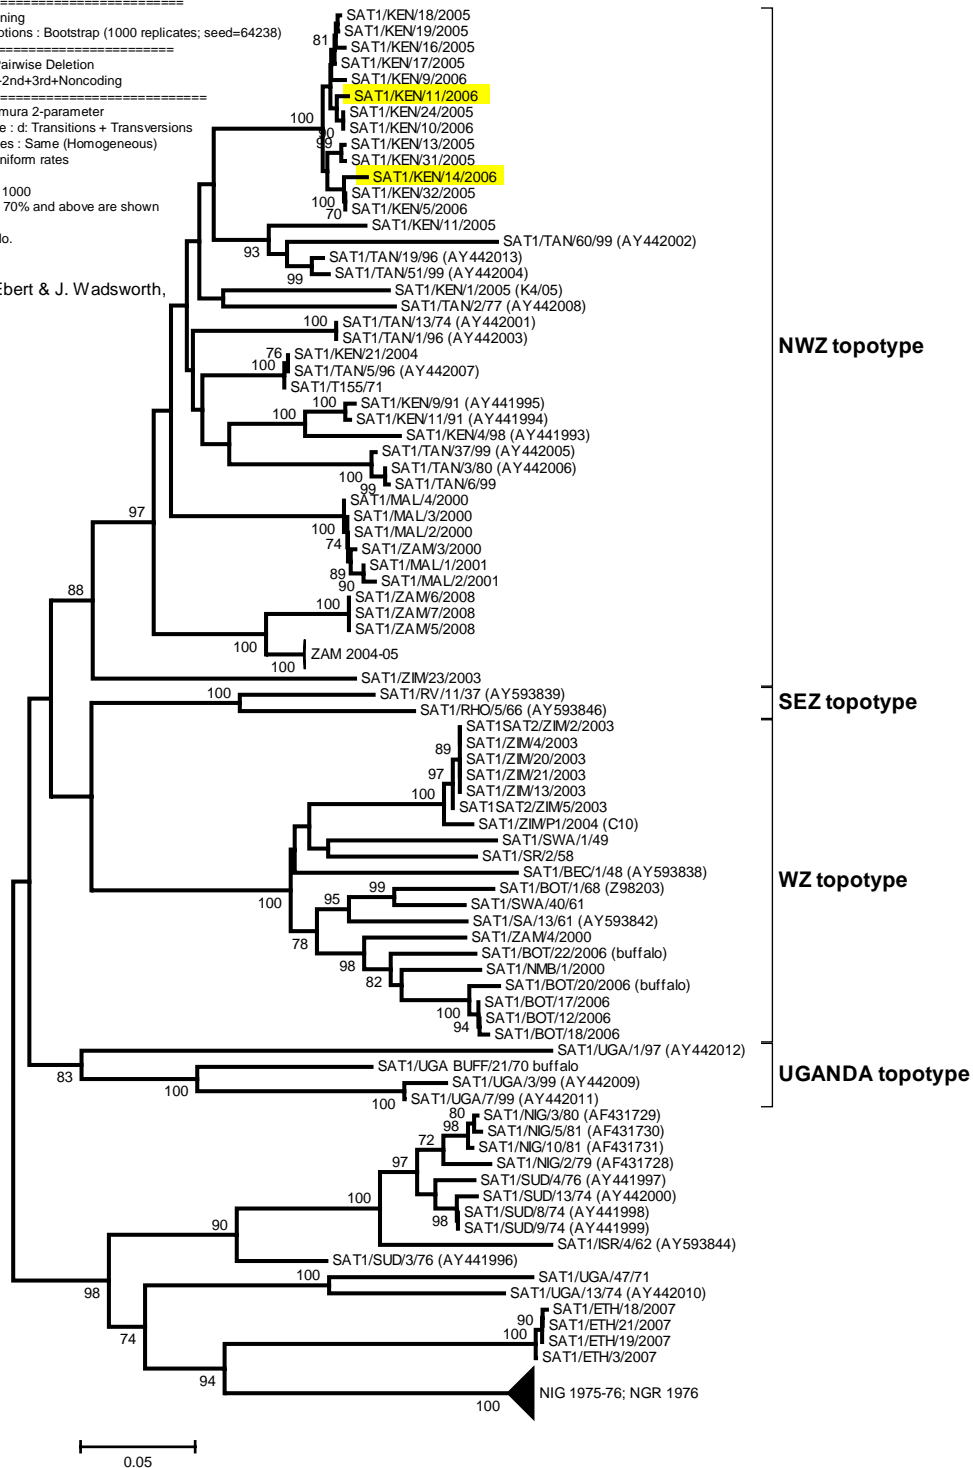 ==========================
ning
ptions : Bootstrap (1000 replicates; seed=64238)
=========================
Pairwise Deletion
-2nd+3rd+Noncoding
==============================
mura 2-parameter
e : d: Transitions + Transversions
es : Same (Homogeneous)
niform rates
1000
70% and above are shown
No.
Ebert & J. Wadsworth,
SAT1/KEN/18/2005
SAT1/KEN/19/2005
81
SAT1/KEN/16/2005
SAT1/KEN/17/2005
SAT1/KEN/9/2006
SAT1/KEN/11/2006
100
SAT1/KEN/24/2005
SAT1/KEN/10/2006
90
99
SAT1/KEN/13/2005
SAT1/KEN/31/2005
SAT1/KEN/14/2006
SAT1/KEN/32/2005
100
SAT1/KEN/5/2006
70
SAT1/KEN/11/2005
SAT1/TAN/60/99 (AY442002)
93
SAT1/TAN/19/96 (AY442013)
SAT1/TAN/51/99 (AY442004)
99
SAT1/KEN/1/2005 (K4/05)
SAT1/TAN/2/77 (AY442008)
100
SAT1/TAN/13/74 (AY442001)
SAT1/TAN/1/96 (AY442003)
NWZ topotype
76
SAT1/KEN/21/2004
100
SAT1/TAN/5/96 (AY442007)
SAT1/T155/71
100
SAT1/KEN/9/91 (AY441995)
100
SAT1/KEN/11/91 (AY441994)
SAT1/KEN/4/98 (AY441993)
SAT1/TAN/37/99 (AY442005)
SAT1/TAN/3/80 (AY442006)
100
SAT1/TAN/6/99
99
SAT1/MAL/4/2000
97
SAT1/MAL/3/2000
100
SAT1/MAL/2/2000
74
SAT1/ZAM/3/2000
SAT1/MAL/1/2001
89
SAT1/MAL/2/2001
90
88
SAT1/ZAM/6/2008
100
SAT1/ZAM/7/2008
SAT1/ZAM/5/2008
100
ZAM 2004-05
100
SAT1/ZIM/23/2003
100
SAT1/RV/11/37 (AY593839)
SAT1/RHO/5/66 (AY593846)
SEZ topotype
SAT1SAT2/ZIM/2/2003
SAT1/ZIM/4/2003
89
SAT1/ZIM/20/2003
97
SAT1/ZIM/21/2003
SAT1/ZIM/13/2003
100
SAT1SAT2/ZIM/5/2003
SAT1/ZIM/P1/2004 (C10)
SAT1/SWA/1/49
SAT1/SR/2/58
SAT1/BEC/1/48 (AY593838)
WZ topotype
99
SAT1/BOT/1/68 (Z98203)
100
95
SAT1/SWA/40/61
SAT1/SA/13/61 (AY593842)
78
SAT1/ZAM/4/2000
SAT1/BOT/22/2006 (buffalo)
98
SAT1/NMB/1/2000
82
SAT1/BOT/20/2006 (buffalo)
SAT1/BOT/17/2006
100
SAT1/BOT/12/2006
94
SAT1/BOT/18/2006
SAT1/UGA/1/97 (AY442012)
SAT1/UGA BUFF/21/70 buffalo
83
UGANDA topotype
SAT1/UGA/3/99 (AY442009)
100
SAT1/UGA/7/99 (AY442011)
100
80
SAT1/NIG/3/80 (AF431729)
98
SAT1/NIG/5/81 (AF431730)
72
SAT1/NIG/10/81 (AF431731)
97
SAT1/NIG/2/79 (AF431728)
SAT1/SUD/4/76 (AY441997)
100
SAT1/SUD/13/74 (AY442000)
SAT1/SUD/8/74 (AY441998)
98
SAT1/SUD/9/74 (AY441999)
90
SAT1/ISR/4/62 (AY593844)
SAT1/SUD/3/76 (AY441996)
100
SAT1/UGA/47/71
98
SAT1/UGA/13/74 (AY442010)
SAT1/ETH/18/2007
90
SAT1/ETH/21/2007
100
SAT1/ETH/19/2007
74
SAT1/ETH/3/2007
94
NIG 1975-76; NGR 1976
100
0.05